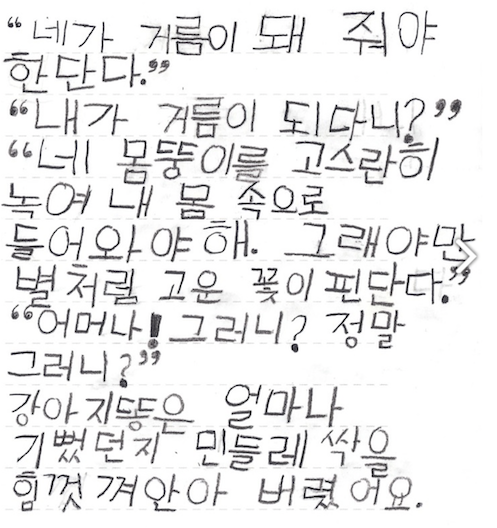 “네가 거름이 돼 줘야
한단다.”
“내가 거름이 되다니?”
“네 몸뚱이를 고스란히
녹여 내 몸 속으로
들어와야 해. 그래야만
별처럼 고운 꽃이 핀단다.”
“어머나! 그러니? 정말
그러니?”
강아지똥은 얼마나
기뻤던지 민들레 싹을
힘껏 껴안아 버렸어요.